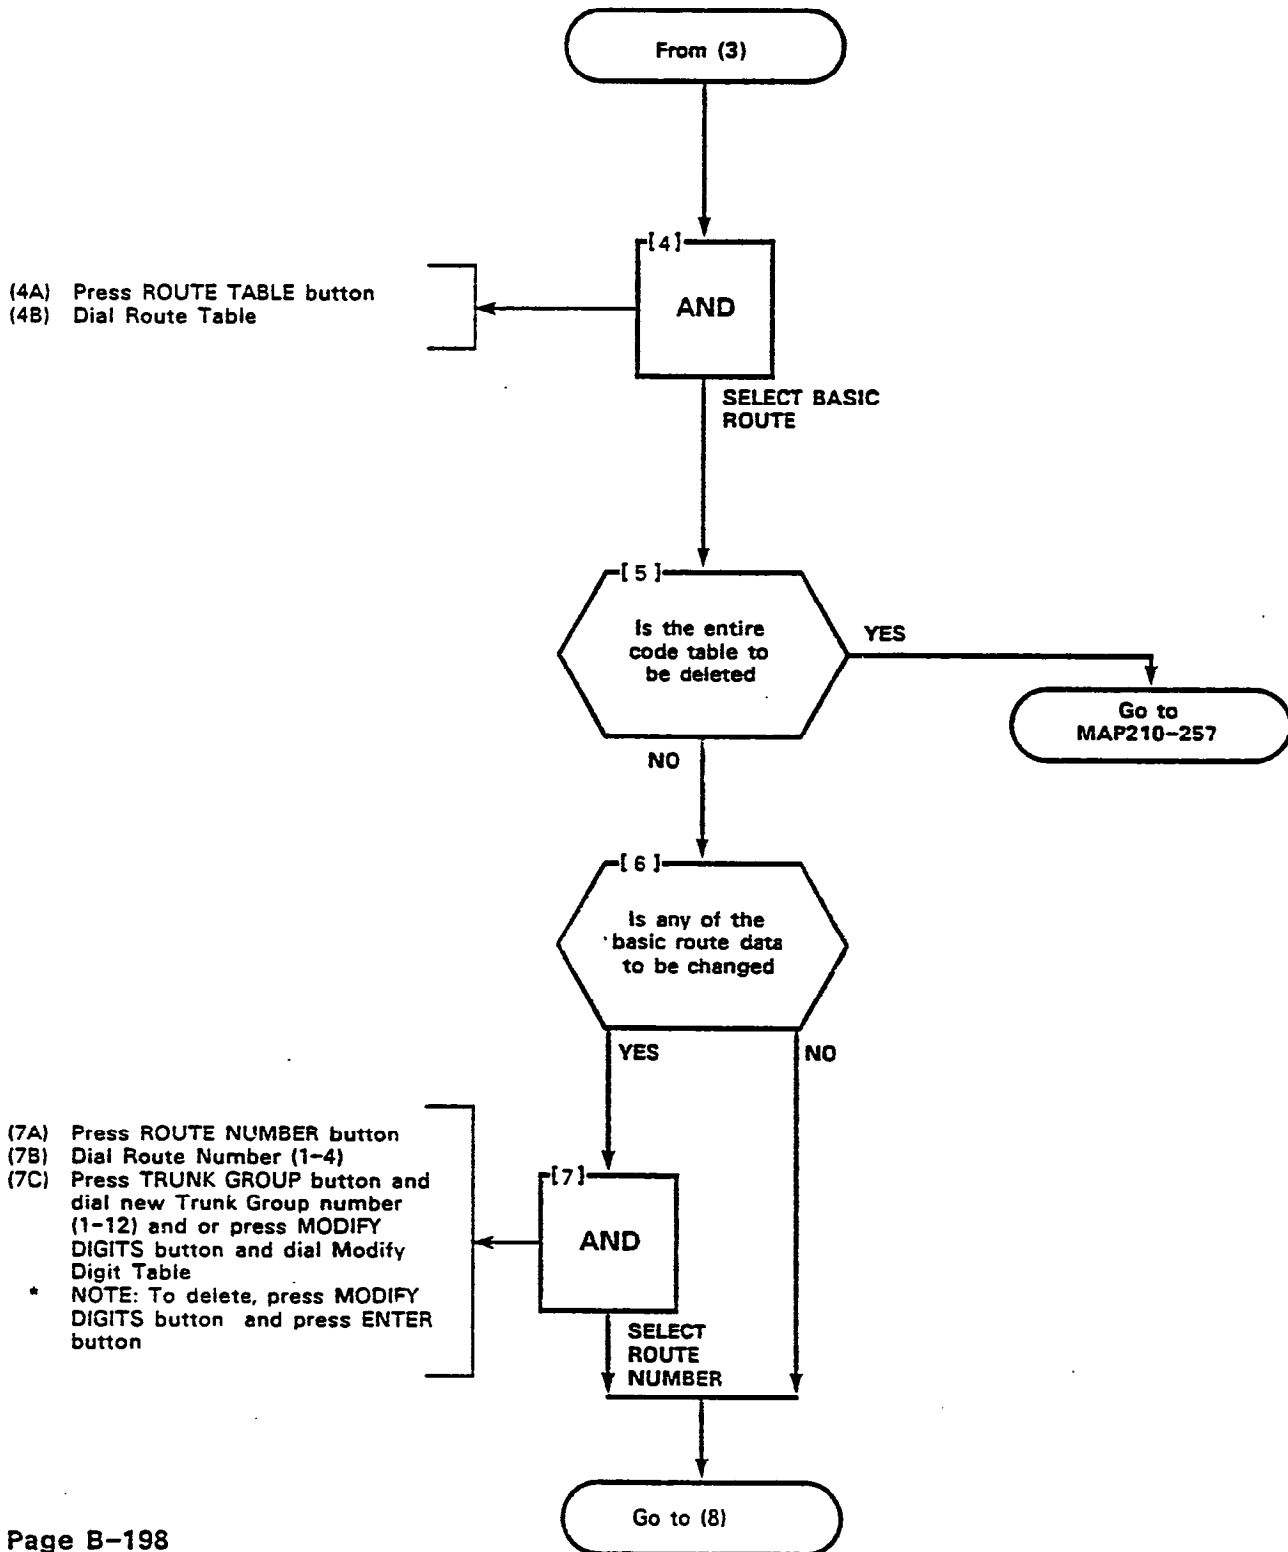 From (3)
[4]
(4A) Press ROUTE TABLE button
(4B) Dial Route Table
AND
SELECT BASIC
ROUTE
[5]
Is the entire
code table to
be deleted
YES
Go to
MAP210-257
NO
[6]
Is any of the
basic route data
to be changed
YES
NO
(7A) Press ROUTE NUMBER button
(7B) Dial Route Number (1-4)
(7C) Press TRUNK GROUP button and
dial new Trunk Group number
(1-12) and or press MODIFY
DIGITS button and dial Modify
Digit Table
* NOTE: To delete, press MODIFY
DIGITS button and press ENTER
button
[7]
AND
SELECT
ROUTE
NUMBER
Go to (8)
Page B-198